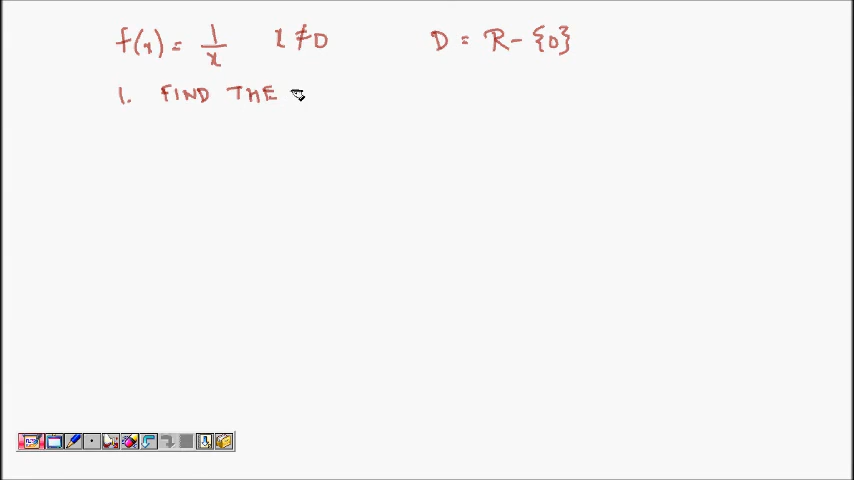 f(x) = 1/x x ≠ 0 D = R - {0}
1. FIND THE